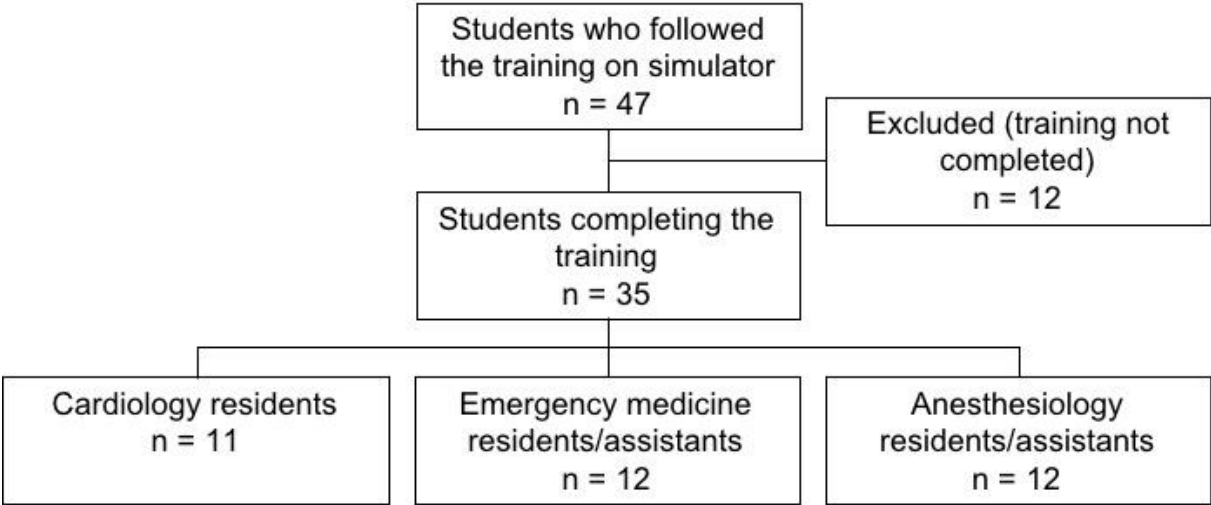 Students who followed
the training on simulator
n = 47
Excluded (training not
completed)
n = 12
Students completing the
training
n = 35
Cardiology residents
n = 11
Emergency medicine
residents/assistants
n = 12
Anesthesiology
residents/assistants
n = 12